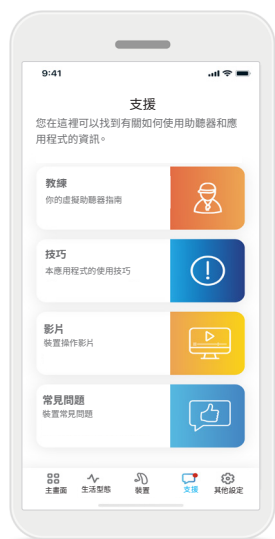 9:41
支援
您在這裡可以找到有關如何使用助聽器和應
用程式的資訊。
教練
你的虛擬助聽器指南
技巧
本應用程式的使用技巧
影片
裝置操作影片
常見問題
裝置常見問題
主畫面 生活型態 裝置 支援 其他設定